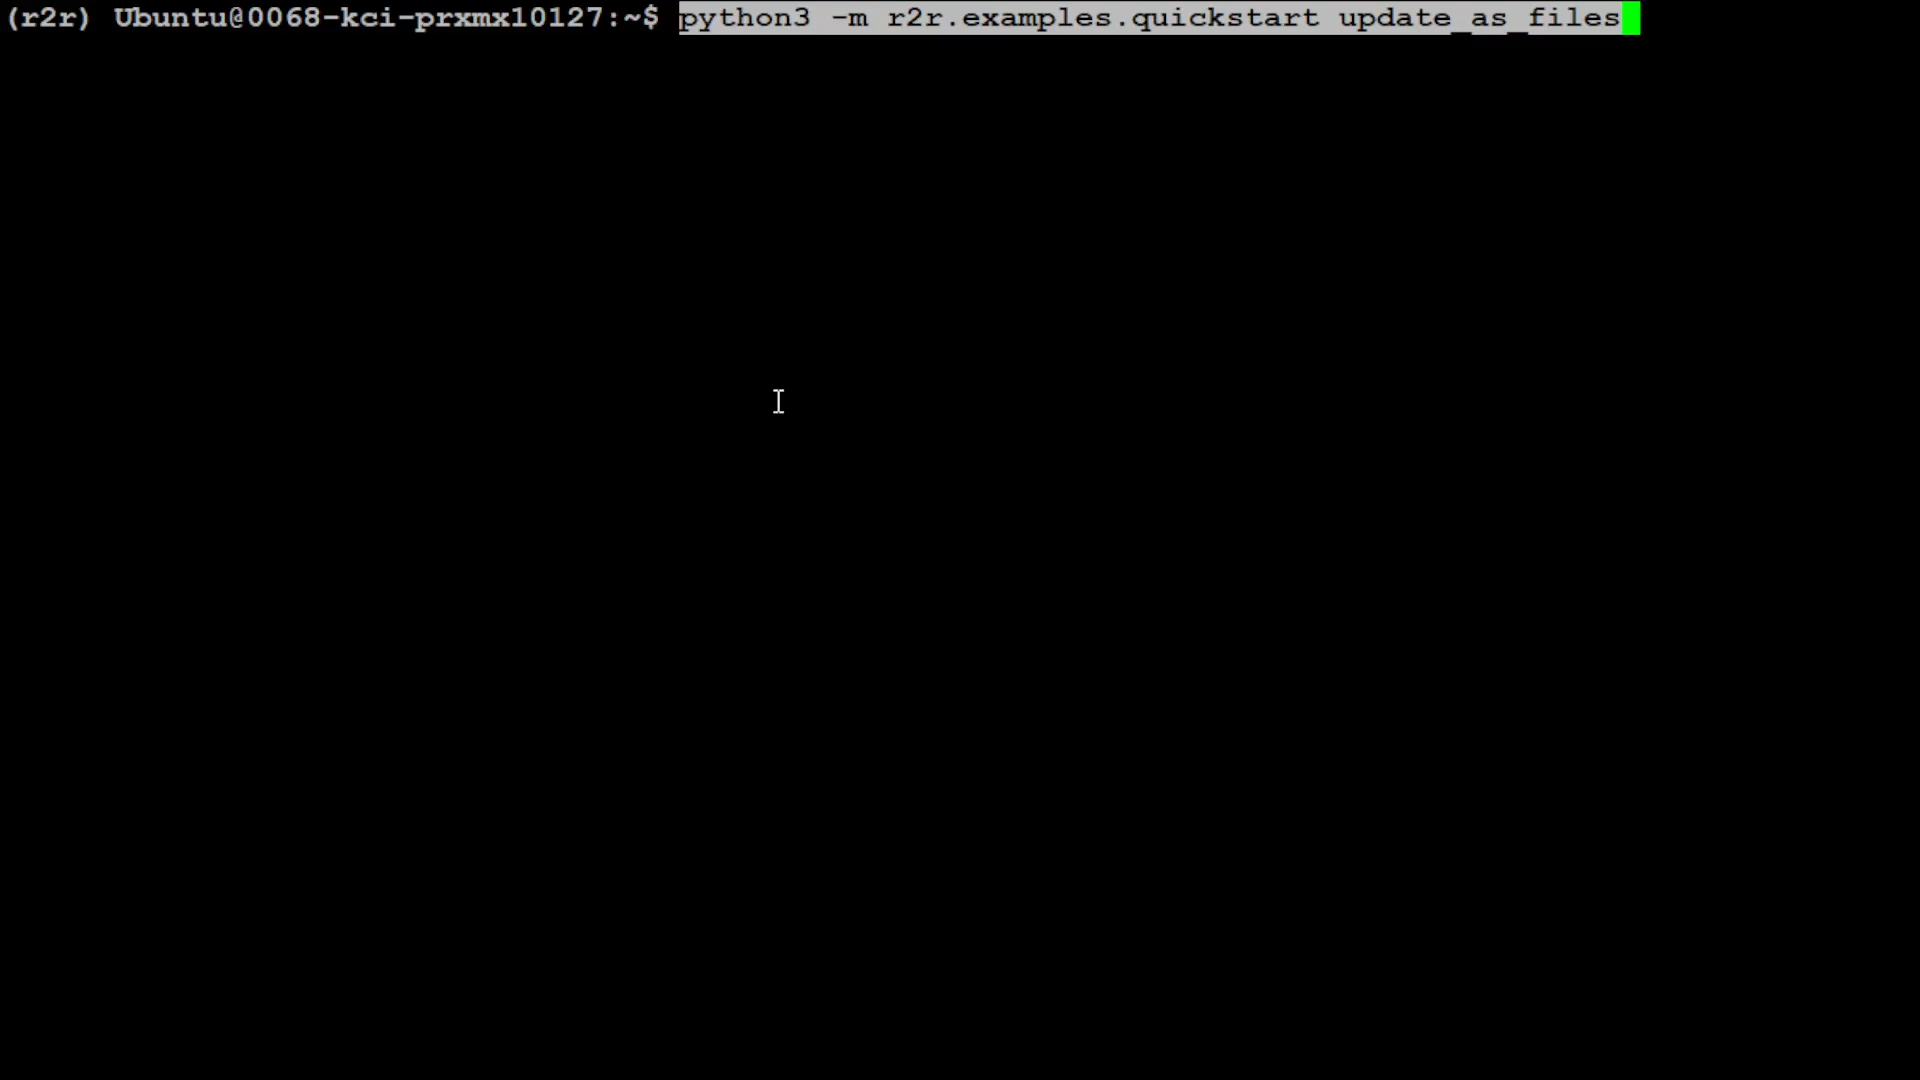 (r2r) Ubuntu@0068-kci-prxmx10127:~$ python3 -m r2r.examples.quickstart update_as_files